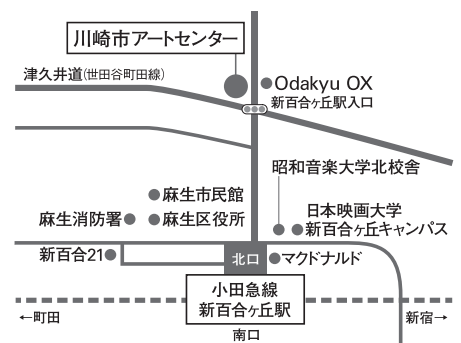 川崎市アートセンター
津久井道(世田谷町田線)
Odakyu OX
新百合ヶ丘駅入口
昭和音楽大学北校舎
麻生市民館
日本映画大学
麻生消防署
麻生区役所
新百合ヶ丘キャンパス
新百合21
北口
マクドナルド
小田急線
新百合ヶ丘駅
←町田
新宿→
南口